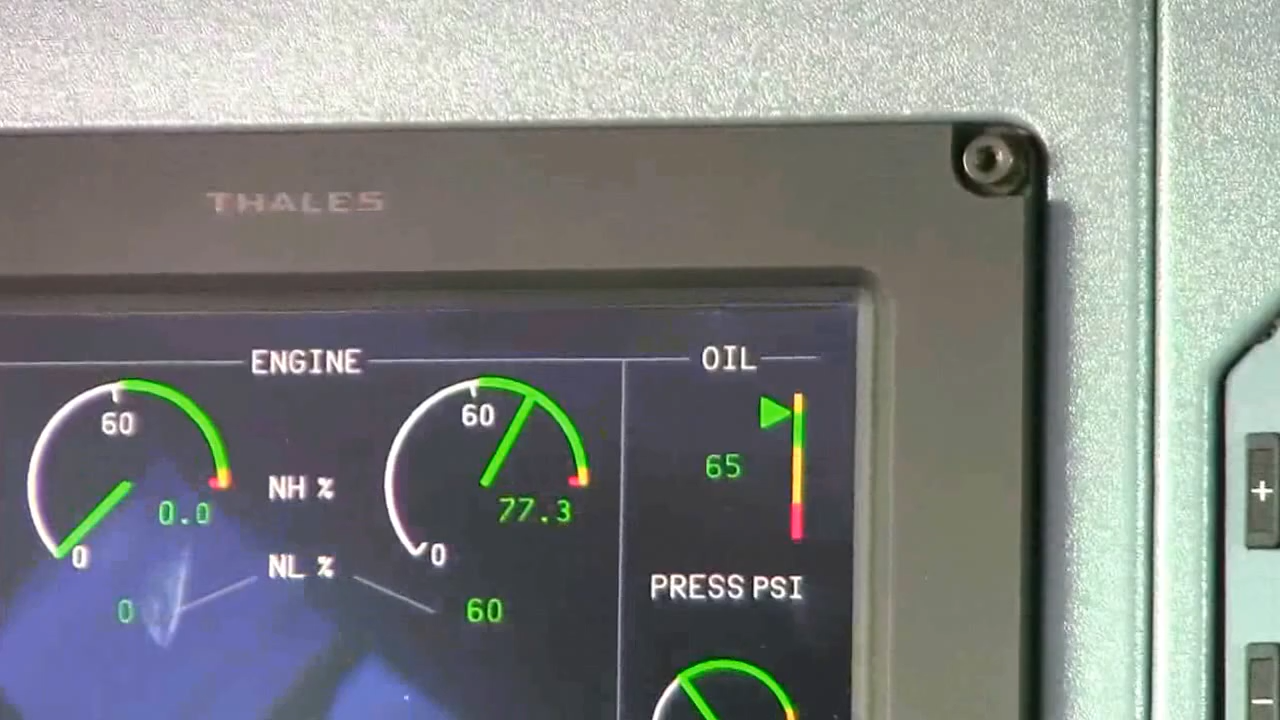 THALES
ENGINE OIL
60 60
65
NH %
0.0 77.3
0 0
NL %
PRESS PSI
0 60
+
−